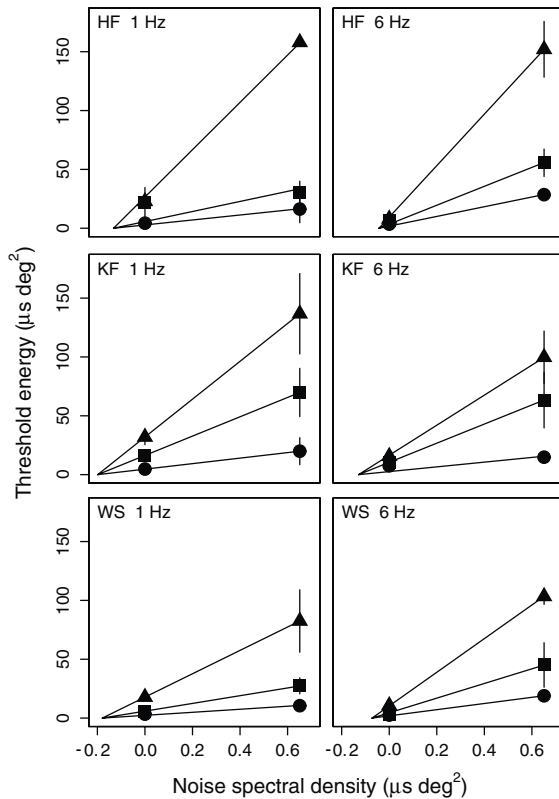 HF 1 Hz
HF 6 Hz
150
100
50
0
KF 1 Hz
KF 6 Hz
150
100
50
0
WS 1 Hz
WS 6 Hz
150
100
50
0
Threshold energy (μs deg²)
-0.2 0.0 0.2 0.4 0.6
-0.2 0.0 0.2 0.4 0.6
Noise spectral density (μs deg²)